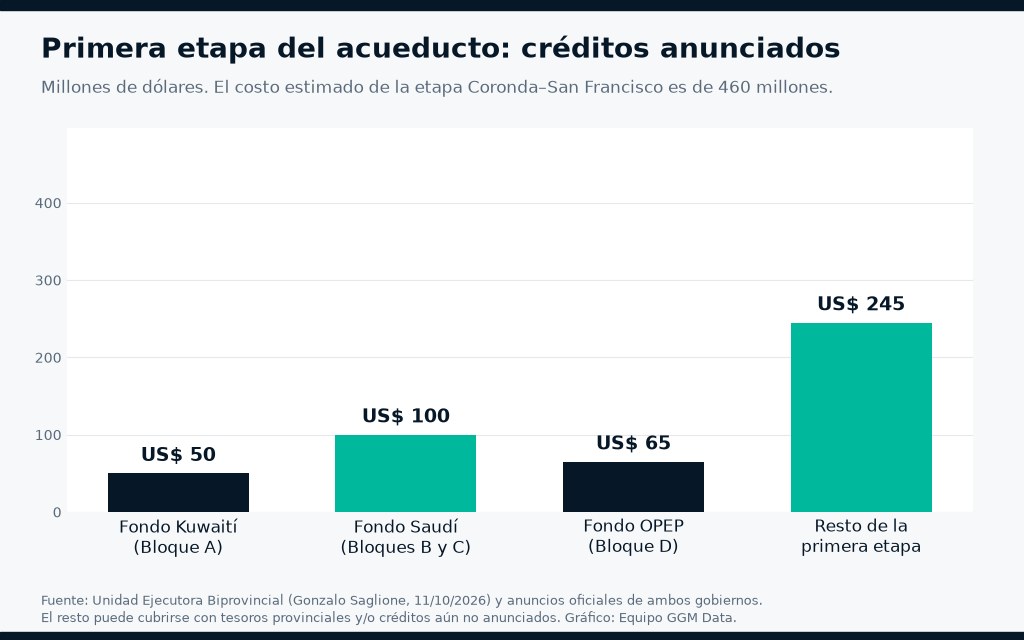 Primera etapa del acueducto: créditos anunciados
Millones de dólares. El costo estimado de la etapa Coronda–San Francisco es de 460 millones.
400
300
200
100
0
US$ 50
US$ 100
US$ 65
US$ 245
Fondo Kuwaití
(Bloque A)
Fondo Saudí
(Bloques B y C)
Fondo OPEP
(Bloque D)
Resto de la
primera etapa
Fuente: Unidad Ejecutora Biprovincial (Gonzalo Saglione, 11/10/2026) y anuncios oficiales de ambos gobiernos.
El resto puede cubrirse con tesoros provinciales y/o créditos aún no anunciados. Gráfico: Equipo GGM Data.